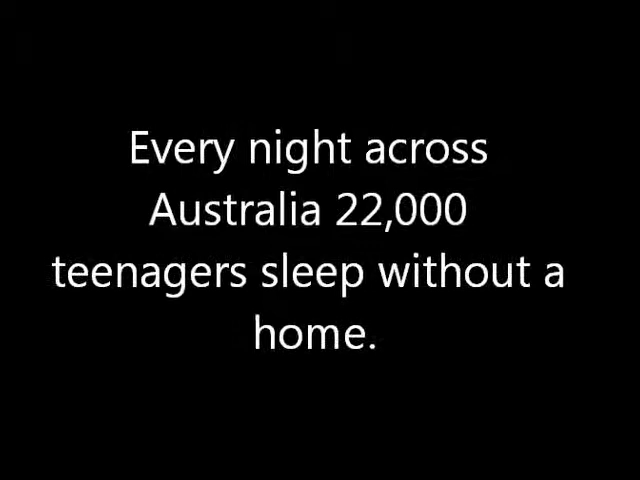 Every night across
Australia 22,000
teenagers sleep without a
home.